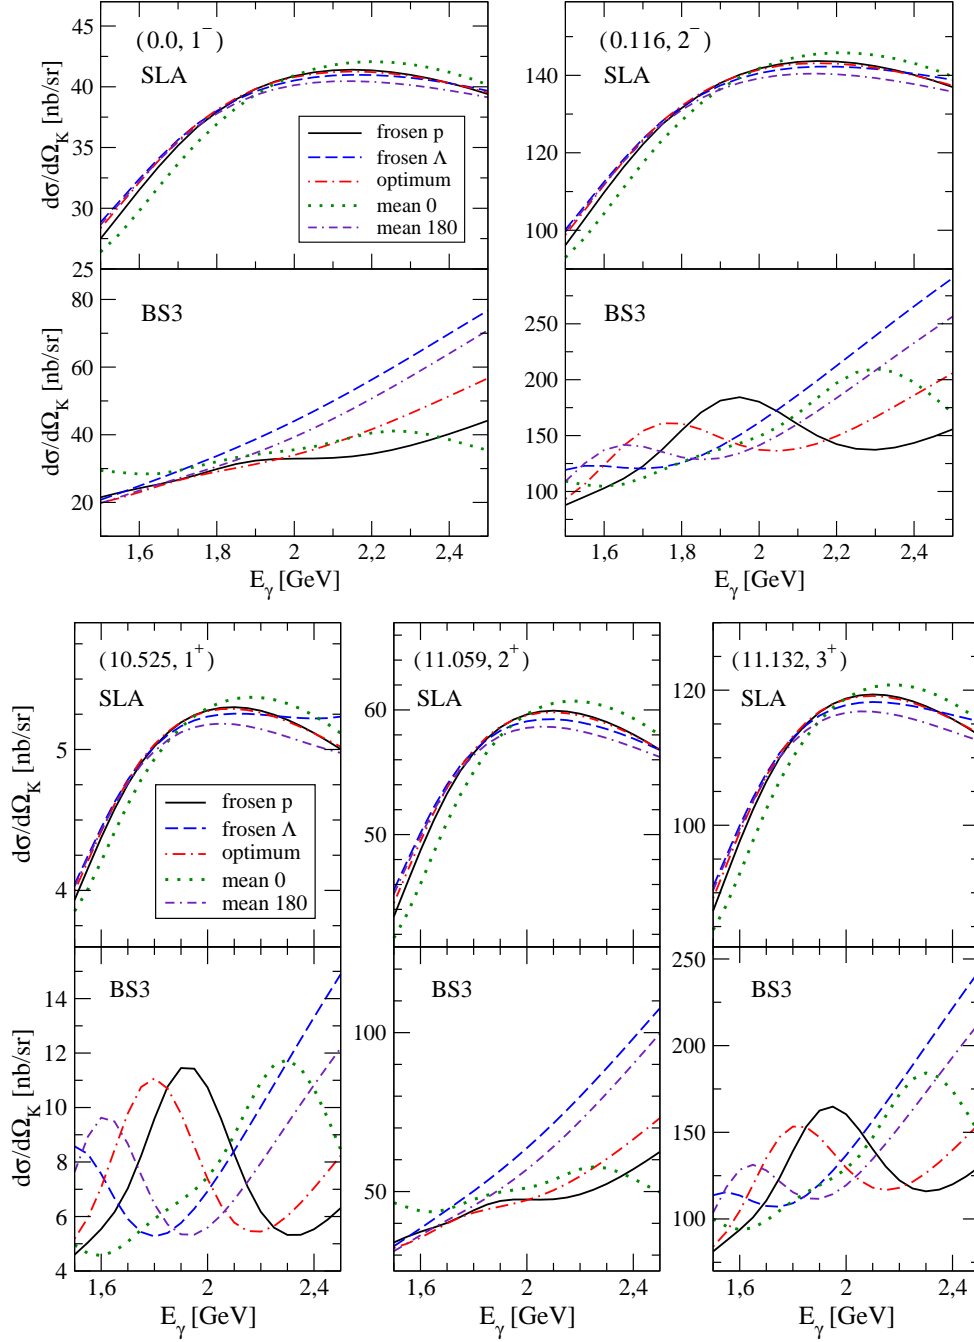 (0.0, 1⁻)
SLA
dσ/dΩ_K [nb/sr]
45
40
35
30
25
frosen p
frosen Λ
optimum
mean 0
mean 180
(0.116, 2⁻)
SLA
140
120
100
BS3
dσ/dΩ_K [nb/sr]
80
60
40
20
1,6 1,8 2 2,2 2,4
E_γ [GeV]
BS3
250
200
150
100
1,6 1,8 2 2,2 2,4
E_γ [GeV]
(10.525, 1⁺)
SLA
dσ/dΩ_K [nb/sr]
5
4
frosen p
frosen Λ
optimum
mean 0
mean 180
(11.059, 2⁺)
SLA
60
50
(11.132, 3⁺)
SLA
120
100
BS3
dσ/dΩ_K [nb/sr]
14
12
10
8
6
4
1,6 2 2,4
E_γ [GeV]
BS3
100
50
1,6 2 2,4
E_γ [GeV]
BS3
250
200
150
100
1,6 2 2,4
E_γ [GeV]